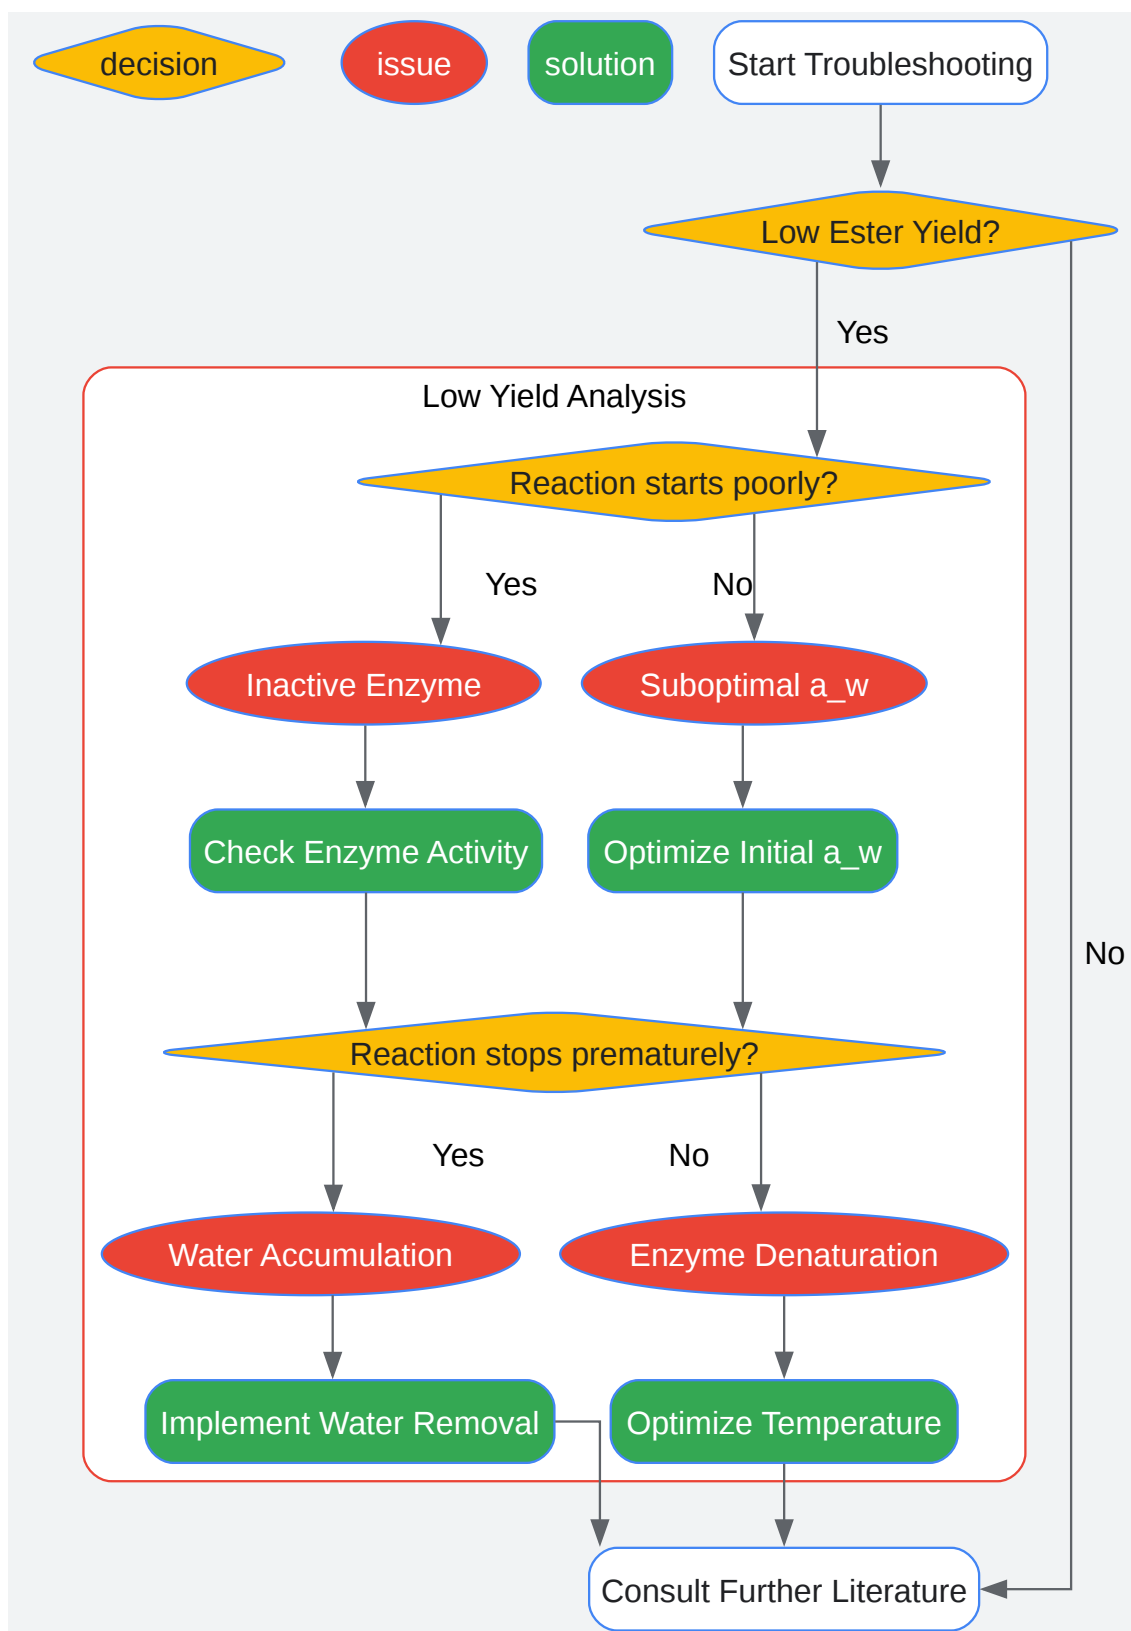 decision
issue
solution
Start Troubleshooting
Low Ester Yield?
Yes
Low Yield Analysis
Reaction starts poorly?
Yes
No
Inactive Enzyme
Suboptimal a_w
Check Enzyme Activity
Optimize Initial a_w
No
Reaction stops prematurely?
Yes
No
Water Accumulation
Enzyme Denaturation
Implement Water Removal
Optimize Temperature
Consult Further Literature